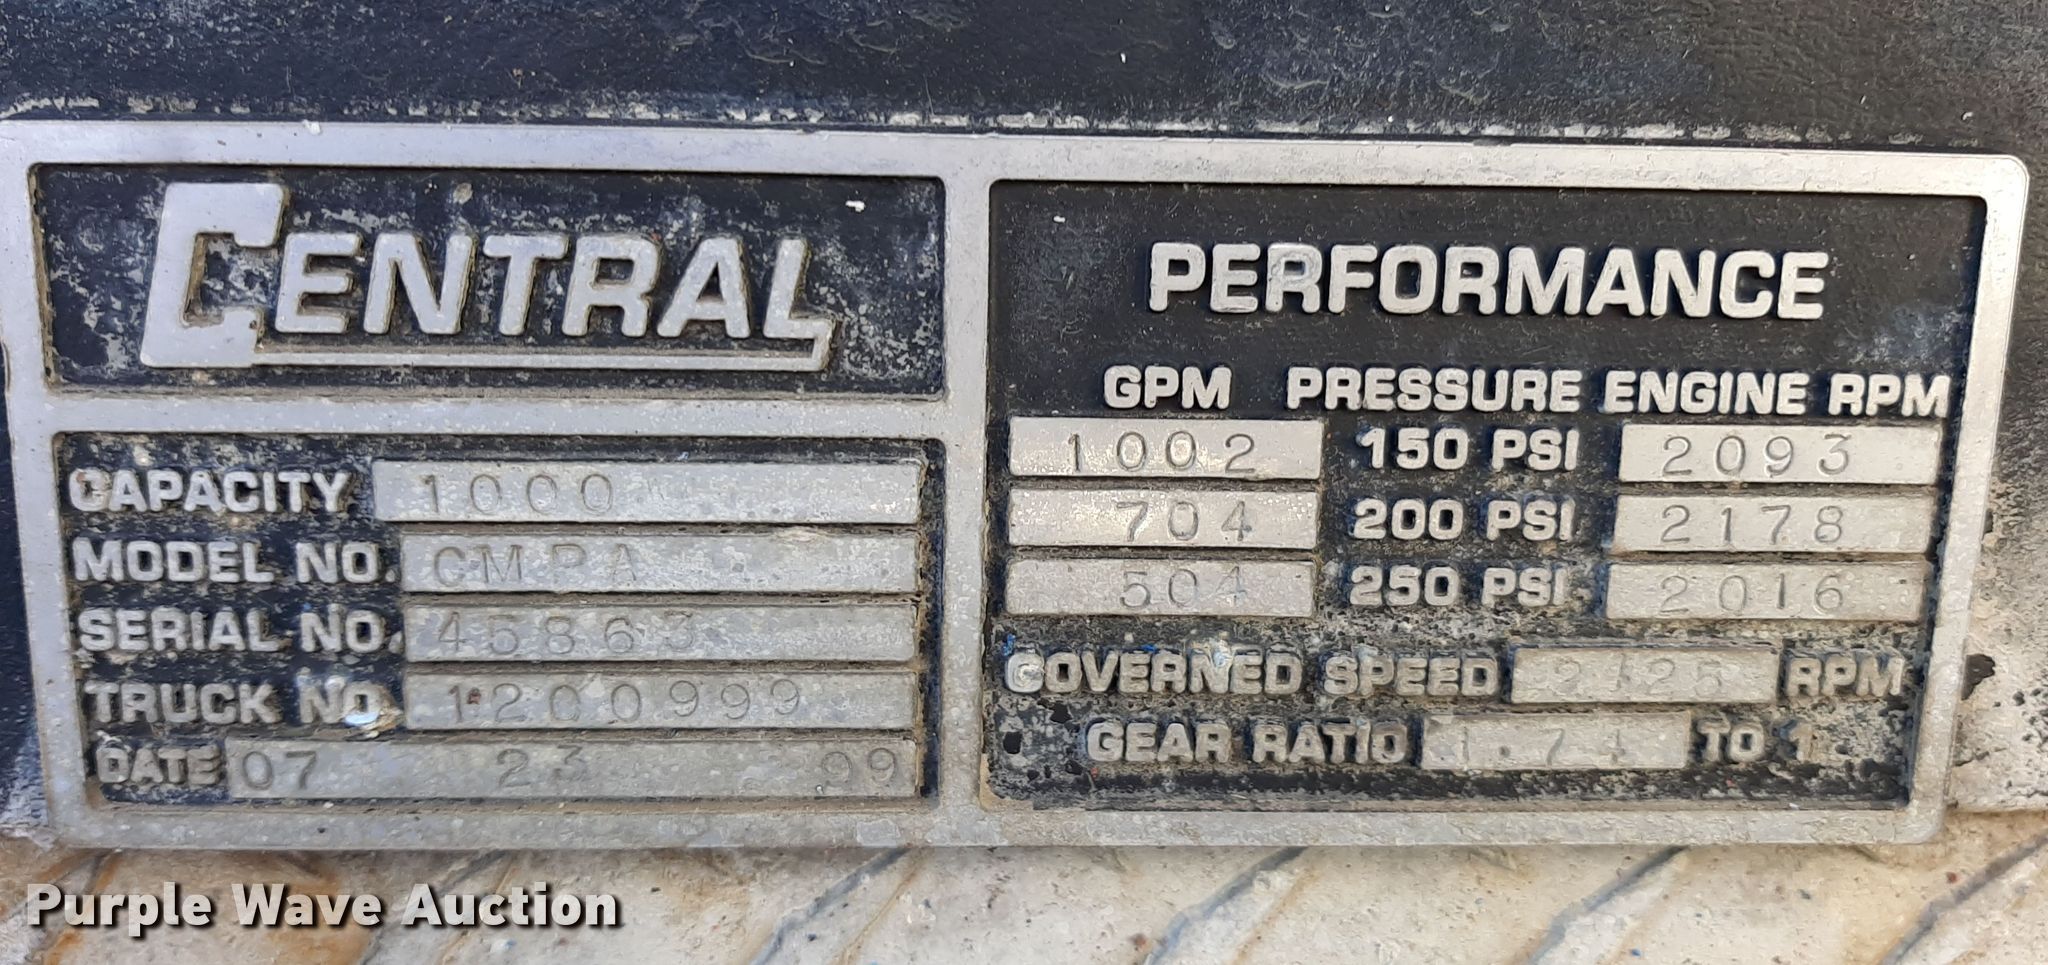 CENTRAL
CAPACITY 1000
MODEL NO. CMPA
SERIAL NO. 45863
TRUCK NO. 1200999
DATE 07 23 99
PERFORMANCE
GPM PRESSURE ENGINE RPM
1002 150 PSI 2093
704 200 PSI 2178
504 250 PSI 2016
GOVERNED SPEED RPM
GEAR RATIO TO 1
Purple Wave Auction